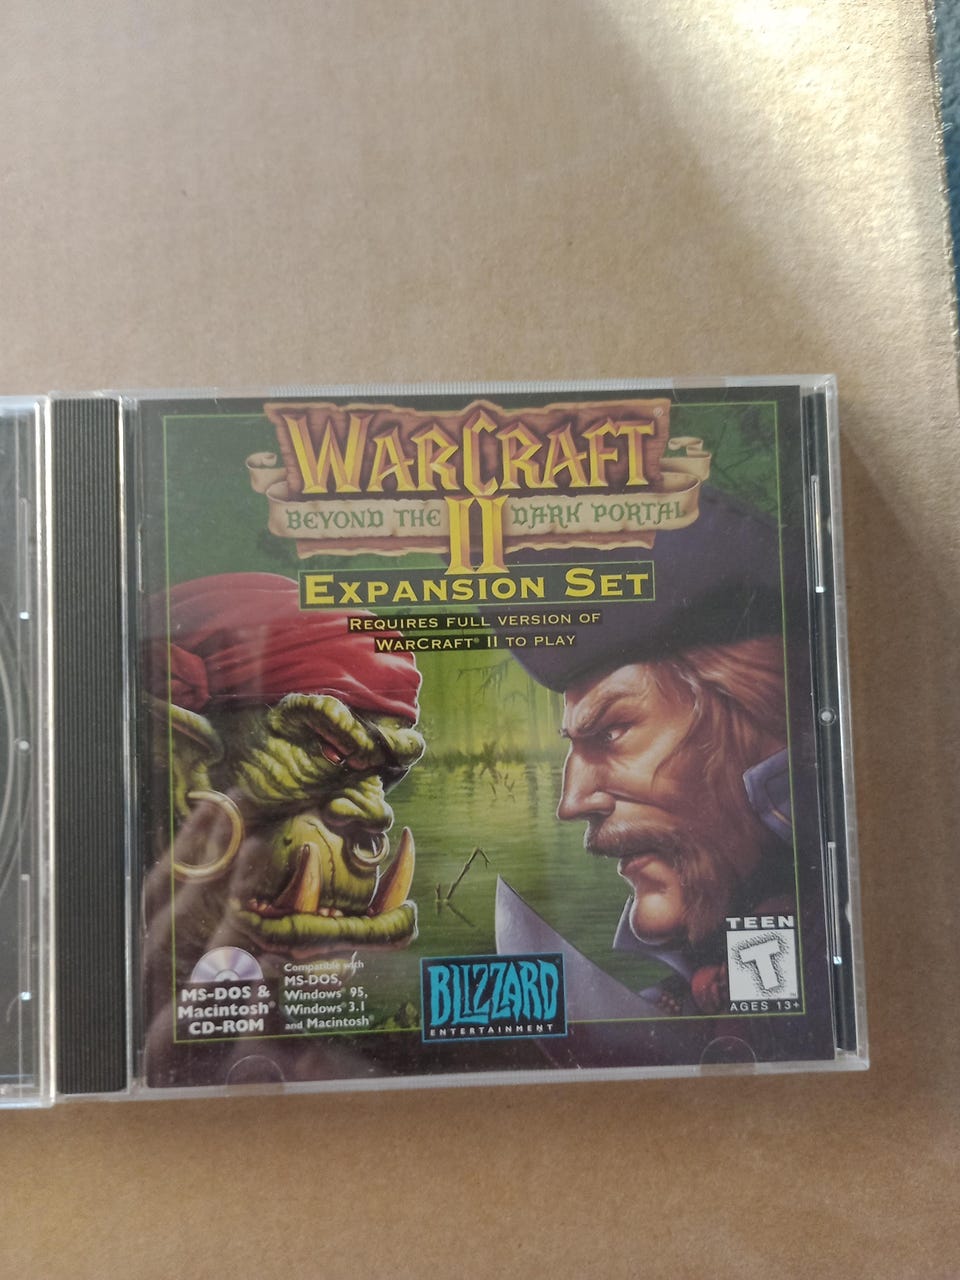 WARCRAFT®
II
BEYOND THE DARK PORTAL
EXPANSION SET
REQUIRES FULL VERSION OF
WARCRAFT® II TO PLAY
TEEN
T
AGES 13+
MS-DOS &
Macintosh®
CD-ROM
Compatible with
MS-DOS,
Windows® 95,
Windows® 3.1
and Macintosh®
BLIZZARD®
ENTERTAINMENT